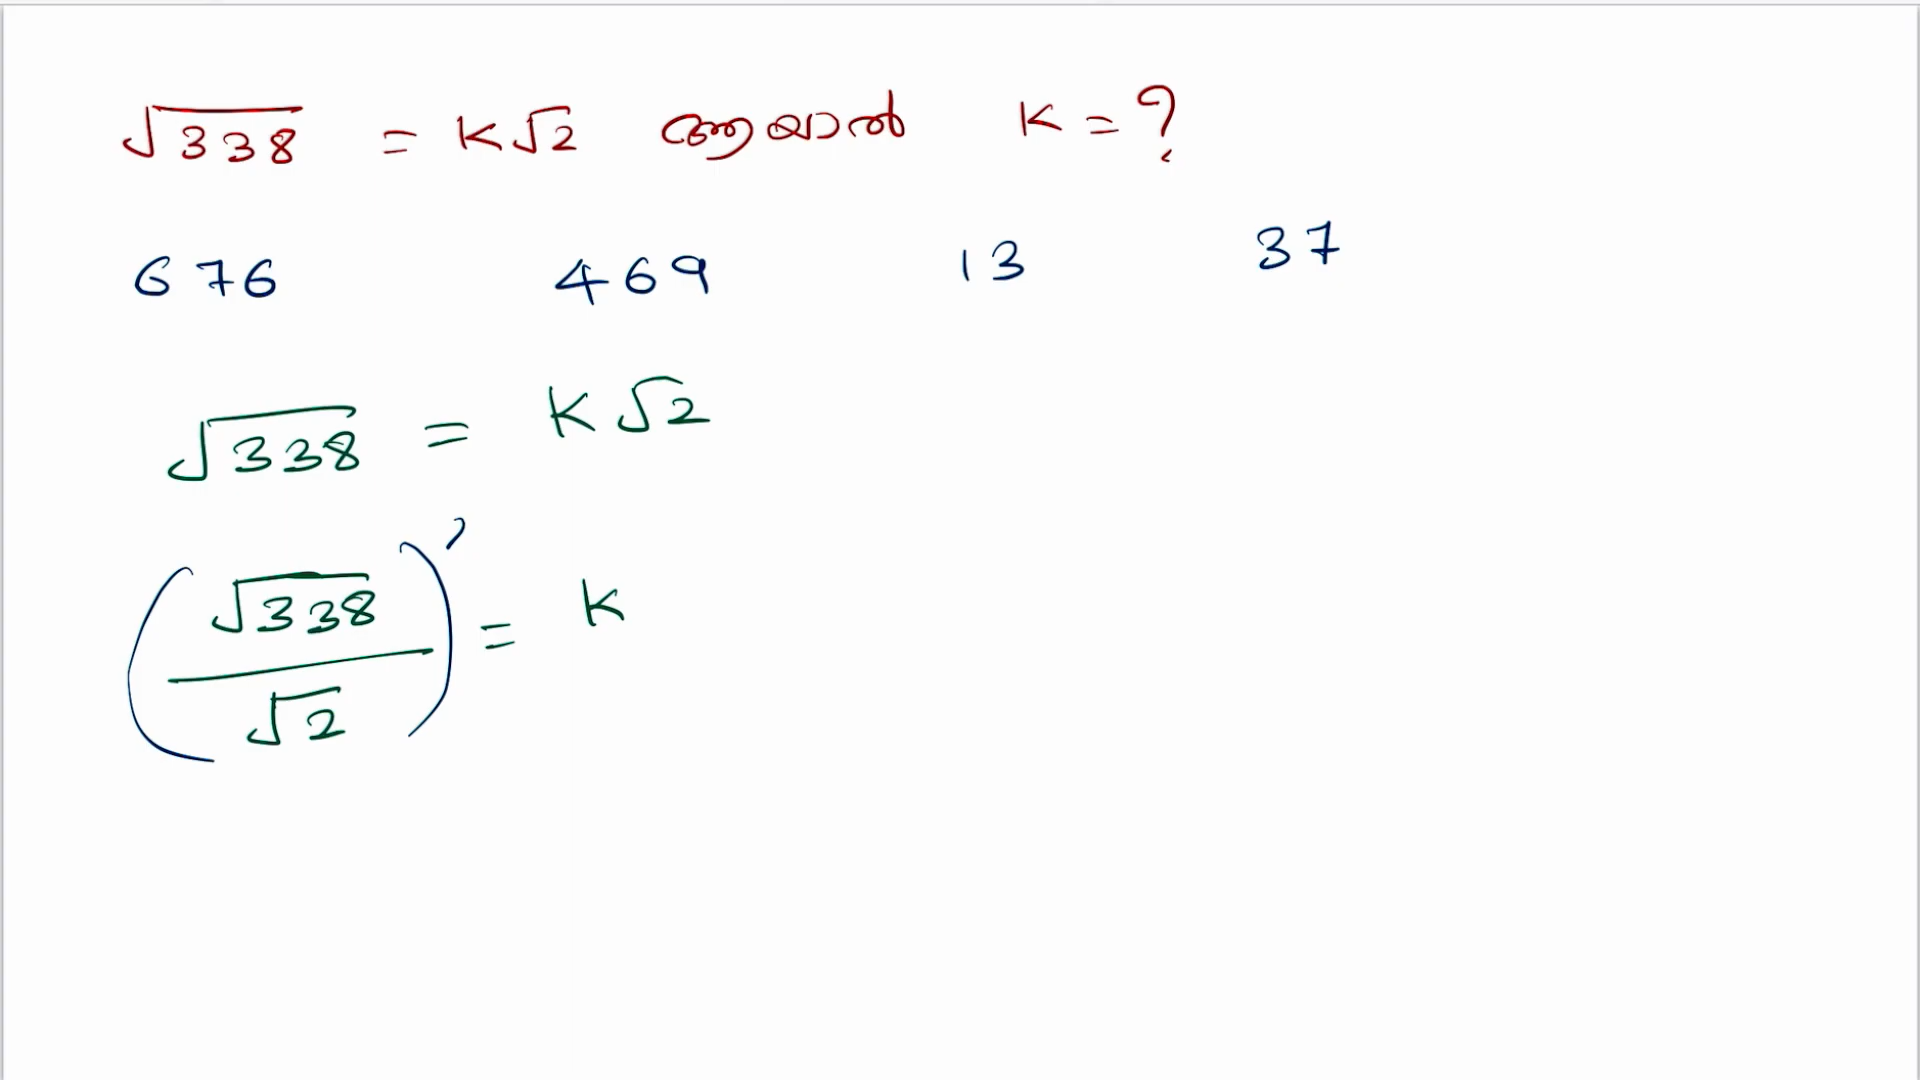 √338 = K√2 ആയാൽ K = ?
676 469 13 37
√338 = K√2
(√338 / √2)² = K